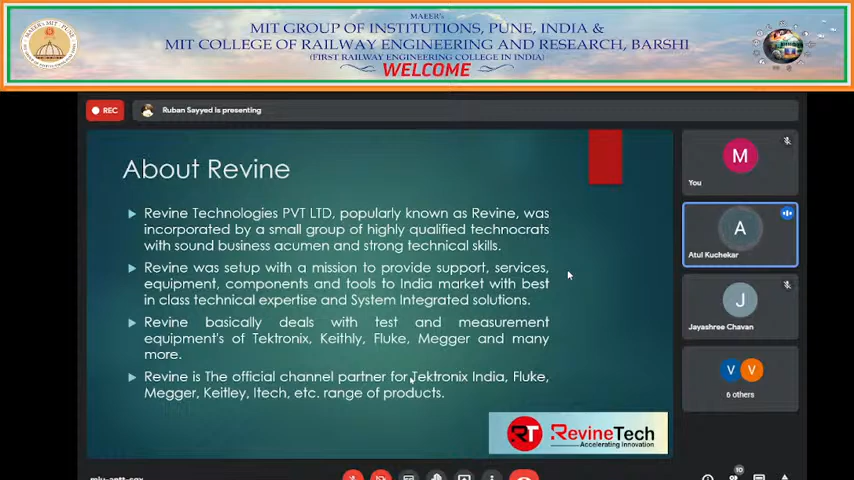 MAEER's
MIT GROUP OF INSTITUTIONS, PUNE, INDIA &
MIT COLLEGE OF RAILWAY ENGINEERING AND RESEARCH, BARSHI
(FIRST RAILWAY ENGINEERING COLLEGE IN INDIA)
WELCOME
REC
Ruban Sayyed is presenting
About Revine
Revine Technologies PVT LTD, popularly known as Revine, was
incorporated by a small group of highly qualified technocrats
with sound business acumen and strong technical skills.
Revine was setup with a mission to provide support, services,
equipment, components and tools to India market with best
in class technical expertise and System Integrated solutions.
Revine basically deals with test and measurement
equipment's of Tektronix, Keithly, Fluke, Megger and many
more.
Revine is The official channel partner for Tektronix India, Fluke,
Megger, Keitley, Itech, etc. range of products.
RT RevineTech
Accelerating Innovation
M
You
A
Atul Kuchekar
J
Jayashree Chavan
V V
6 others
10